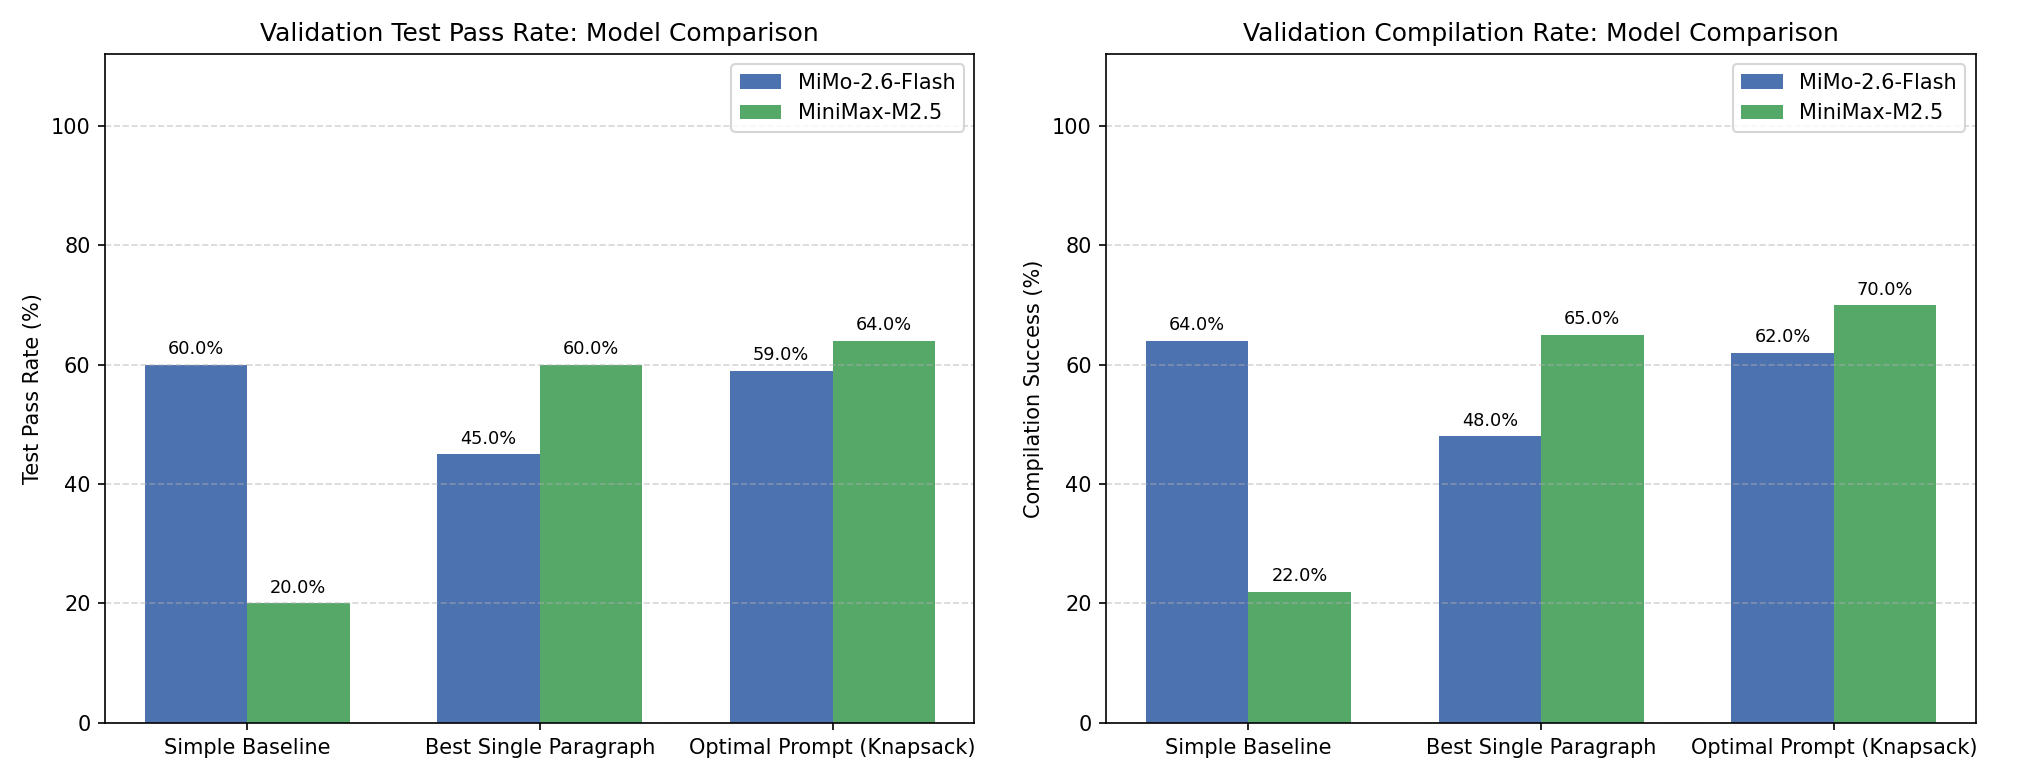 Validation Test Pass Rate: Model Comparison
MiMo-2.6-Flash
MiniMax-M2.5
Test Pass Rate (%)
100
80
60
40
20
0
60.0%
20.0%
45.0%
60.0%
59.0%
64.0%
Simple Baseline
Best Single Paragraph
Optimal Prompt (Knapsack)
Validation Compilation Rate: Model Comparison
MiMo-2.6-Flash
MiniMax-M2.5
Compilation Success (%)
100
80
60
40
20
0
64.0%
22.0%
48.0%
65.0%
62.0%
70.0%
Simple Baseline
Best Single Paragraph
Optimal Prompt (Knapsack)